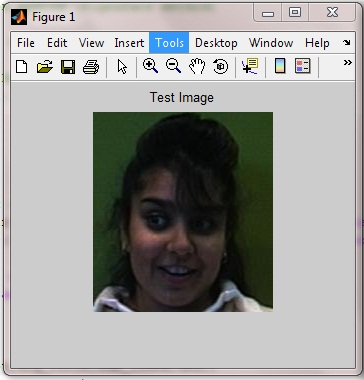 Figure 1
File Edit View Insert Tools Desktop Window Help
Test Image